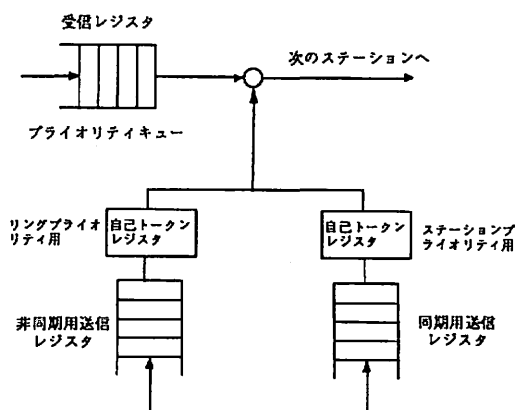 受信レジスタ
次のステーションへ
プライオリティキュー
リングプライオ
リティ用
自己トークン
レジスタ
自己トークン
レジスタ
ステーションプ
ライオリティ用
非同期用送信
レジスタ
同期用送信
レジスタ